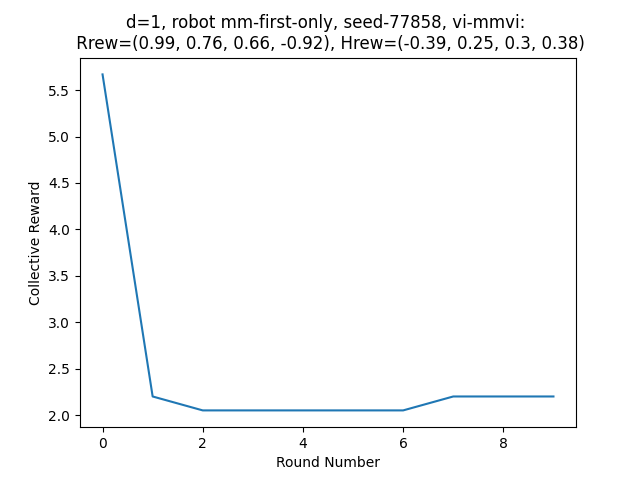 d=1, robot mm-first-only, seed-77858, vi-mmvi:
Rrew=(0.99, 0.76, 0.66, -0.92), Hrew=(-0.39, 0.25, 0.3, 0.38)
5.5
5.0
4.5
4.0
3.5
3.0
2.5
2.0
Collective Reward
0 2 4 6 8
Round Number